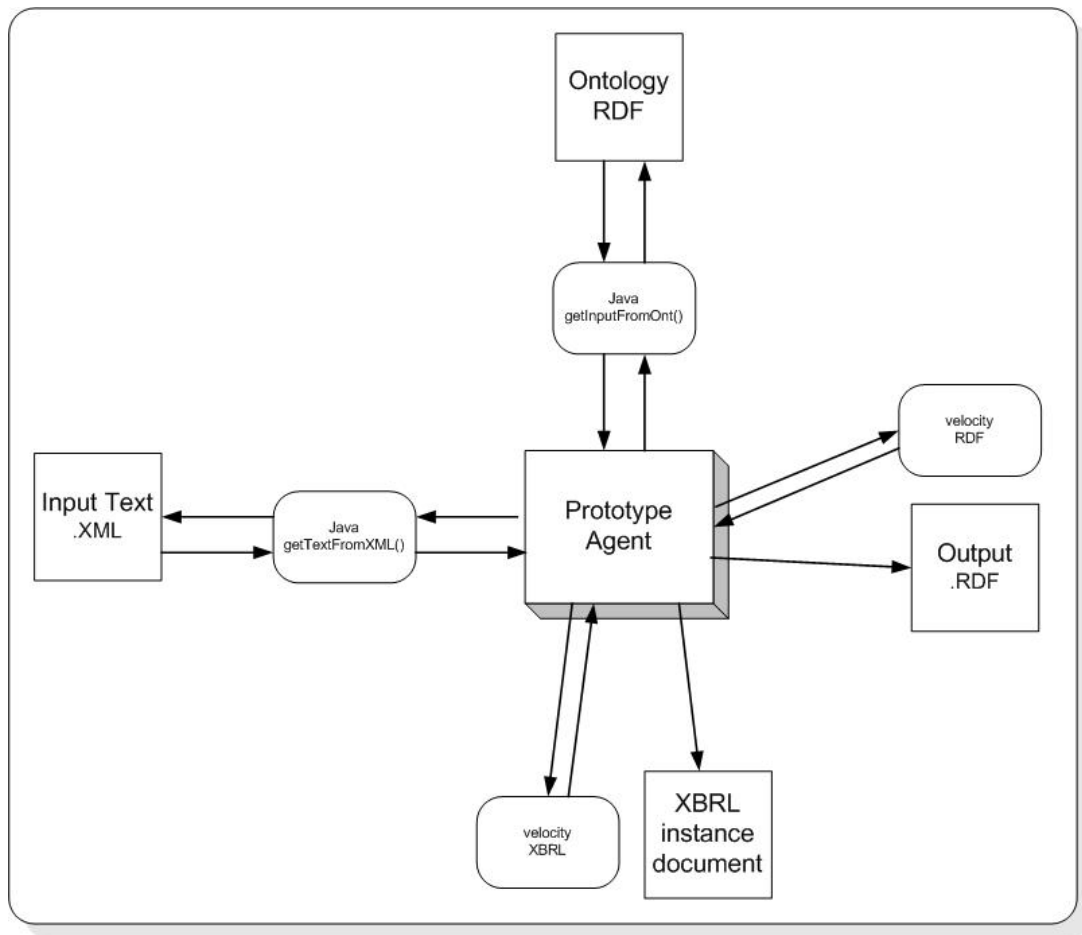 Ontology
RDF
Java
getInputFromOnt()
velocity
RDF
Input Text
.XML
Java
getTextFromXML()
Prototype
Agent
Output
.RDF
velocity
XBRL
XBRL
instance
document